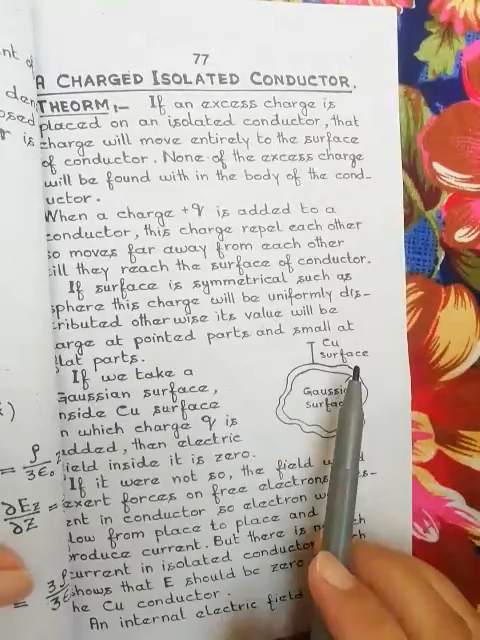 77
A CHARGED ISOLATED CONDUCTOR.
THEORM:- If an excess charge is
placed on an isolated conductor, that
charge will move entirely to the surface
of conductor. None of the excess charge
will be found with in the body of the cond-
uctor.
When a charge +q is added to a
conductor, this charge repel each other
so moves far away from each other
till they reach the surface of conductor.
If surface is symmetrical such as
sphere this charge will be uniformly dis-
tributed otherwise its value will be
large at pointed parts and small at
flat parts.
Cu
surface
Gaussian
surface
If we take a
Gaussian surface,
inside Cu surface
n which charge q is
added, then electric
field inside it is zero.
If it were not so, the field
exert forces on free electrons
ent in conductor so electron
flow from place to place and
produce current. But there is
current in isolated conductor
shows that E should be zero
the Cu conductor.
An internal electric field
nt of
den
osed
r is
= ρ/3ε₀
∂Ez/∂Z =